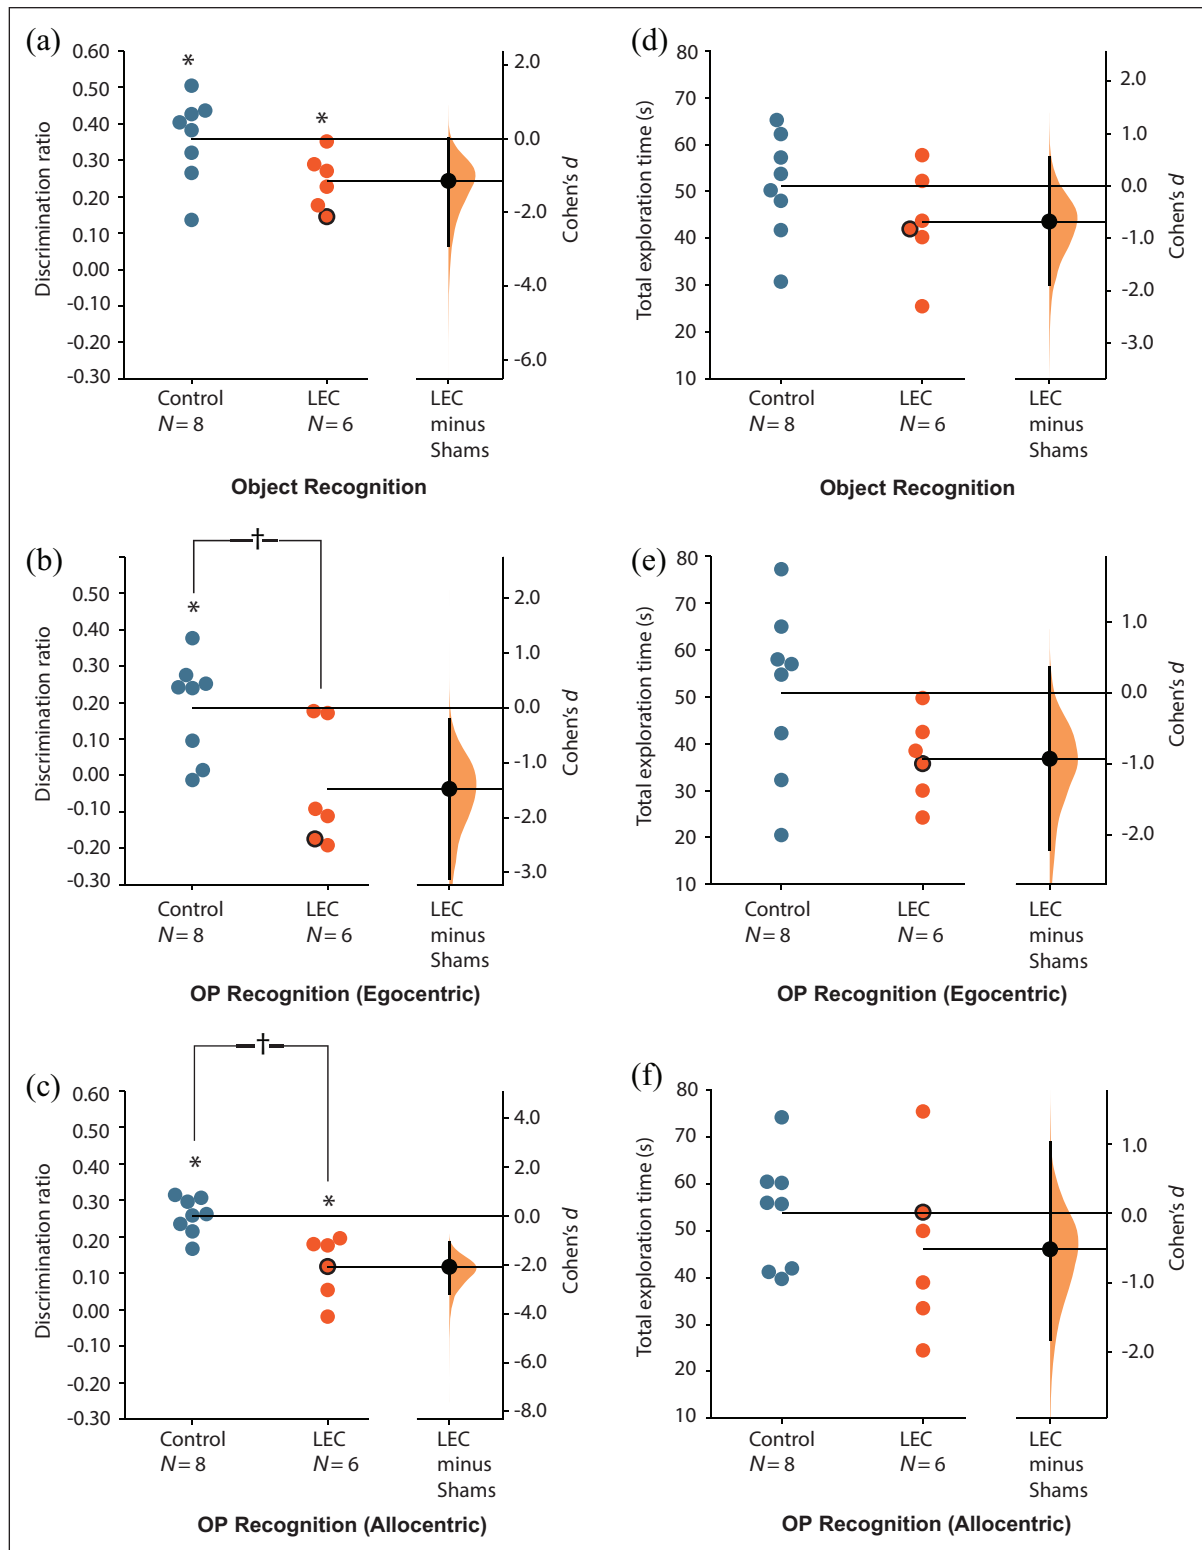 (a)
0.60
0.50
0.40
0.30
0.20
0.10
0.00
-0.10
-0.20
-0.30
Discrimination ratio
*
*
2.0
0.0
-2.0
-4.0
-6.0
Cohen's d
Control
N = 8
LEC
N = 6
LEC
minus
Shams
Object Recognition
(d)
80
70
60
50
40
30
20
10
Total exploration time (s)
2.0
1.0
0.0
-1.0
-2.0
-3.0
Cohen's d
Control
N = 8
LEC
N = 6
LEC
minus
Shams
Object Recognition
(b)
†
*
0.50
0.40
0.30
0.20
0.10
0.00
-0.10
-0.20
-0.30
Discrimination ratio
2.0
1.0
0.0
-1.0
-2.0
-3.0
Cohen's d
Control
N = 8
LEC
N = 6
LEC
minus
Shams
OP Recognition (Egocentric)
(e)
80
70
60
50
40
30
20
10
Total exploration time (s)
1.0
0.0
-1.0
-2.0
Cohen's d
Control
N = 8
LEC
N = 6
LEC
minus
Shams
OP Recognition (Egocentric)
(c)
†
*
*
0.60
0.50
0.40
0.30
0.20
0.10
0.00
-0.10
-0.20
-0.30
Discrimination ratio
4.0
2.0
0.0
-2.0
-4.0
-6.0
-8.0
Cohen's d
Control
N = 8
LEC
N = 6
LEC
minus
Shams
OP Recognition (Allocentric)
(f)
80
70
60
50
40
30
20
10
Total exploration time (s)
1.0
0.0
-1.0
-2.0
Cohen's d
Control
N = 8
LEC
N = 6
LEC
minus
Shams
OP Recognition (Allocentric)